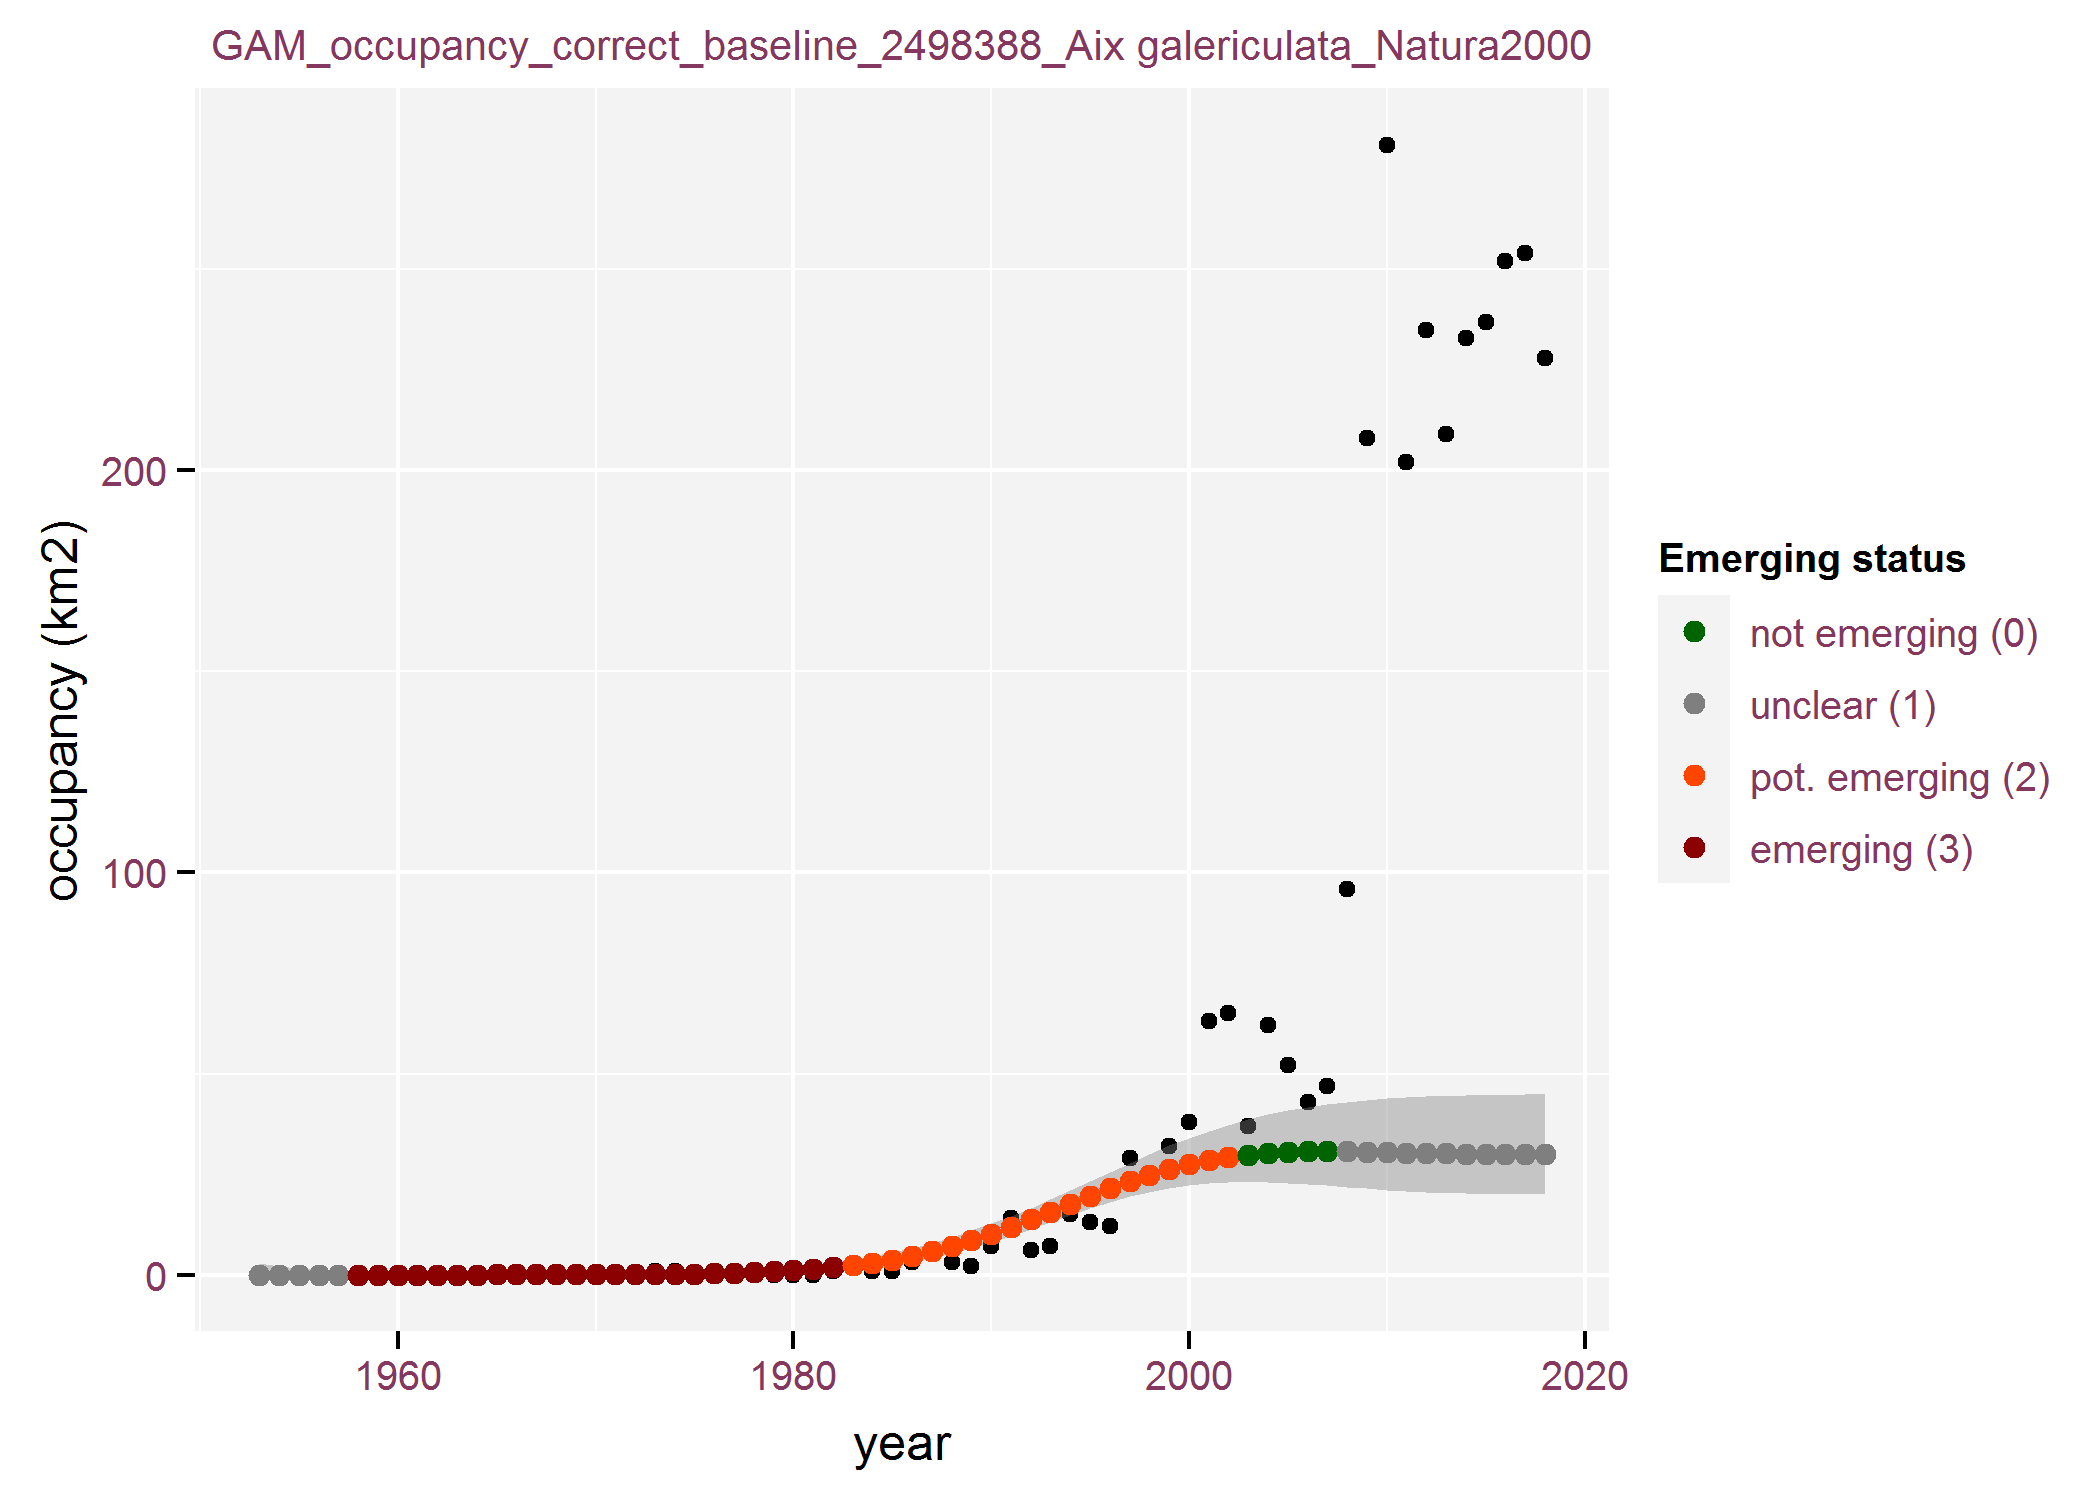 GAM_occupancy_correct_baseline_2498388_Aix galericulata_Natura2000
occupancy (km2)
200
100
0
1960
1980
2000
2020
year
Emerging status
not emerging (0)
unclear (1)
pot. emerging (2)
emerging (3)